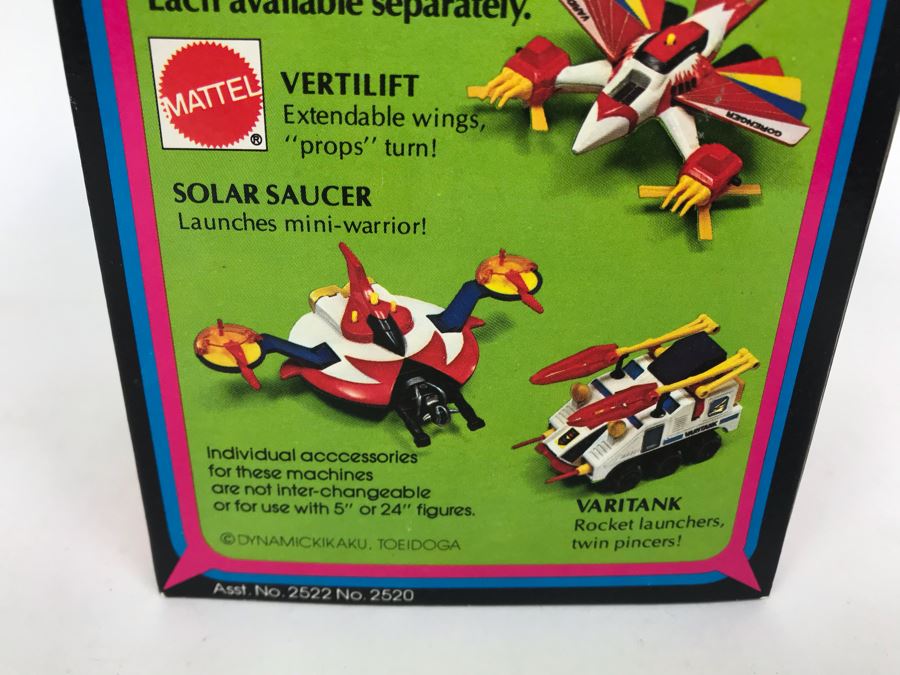 Each available separately.
MATTEL
®
VERTILIFT
Extendable wings,
"props" turn!
GORENGER
SOLAR SAUCER
Launches mini-warrior!
VARITANK
Individual acccessories
for these machines
are not inter-changeable
or for use with 5" or 24" figures.
VARITANK
Rocket launchers,
twin pincers!
©DYNAMICKIKAKU, TOEIDOGA
Asst. No. 2522 No. 2520